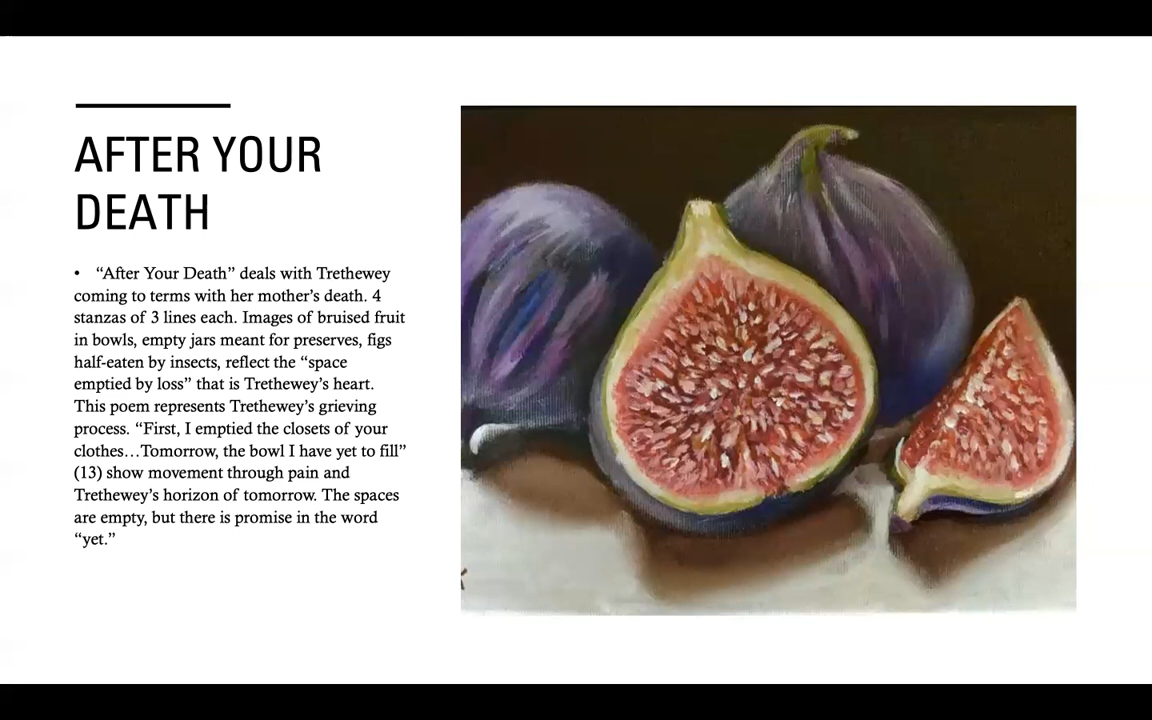 AFTER YOUR
DEATH
• “After Your Death” deals with Trethewey
coming to terms with her mother’s death. 4
stanzas of 3 lines each. Images of bruised fruit
in bowls, empty jars meant for preserves, figs
half-eaten by insects, reflect the “space
emptied by loss” that is Trethewey’s heart.
This poem represents Trethewey’s grieving
process. “First, I emptied the closets of your
clothes…Tomorrow, the bowl I have yet to fill”
(13) show movement through pain and
Trethewey’s horizon of tomorrow. The spaces
are empty, but there is promise in the word
“yet.”